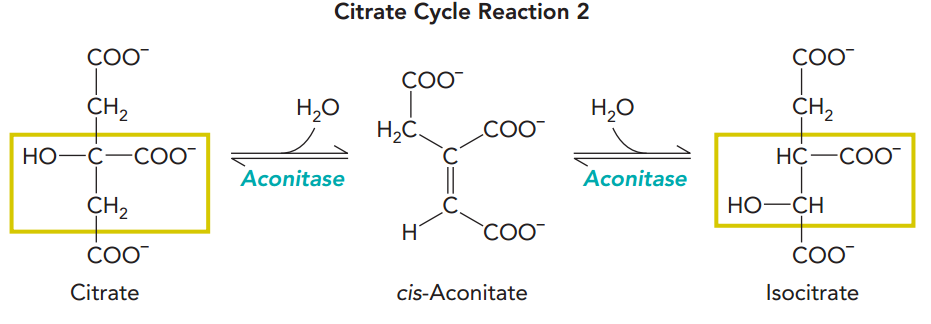 Citrate Cycle Reaction 2
COO⁻
CH₂
HO—C—COO⁻
CH₂
COO⁻
Citrate
H₂O
Aconitase
COO⁻
H₂C
COO⁻
C
C
H
COO⁻
cis-Aconitate
H₂O
Aconitase
COO⁻
CH₂
HC—COO⁻
HO—CH
COO⁻
Isocitrate